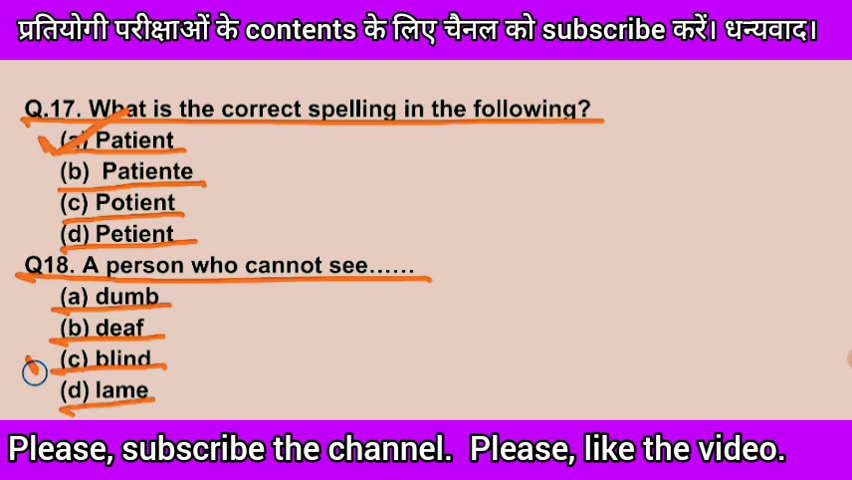 प्रतियोगी परीक्षाओं के contents के लिए चैनल को subscribe करें। धन्यवाद।
Q.17. What is the correct spelling in the following?
(a) Patient
(b) Patiente
(c) Potient
(d) Petient
Q18. A person who cannot see......
(a) dumb
(b) deaf
(c) blind
(d) lame
Please, subscribe the channel. Please, like the video.